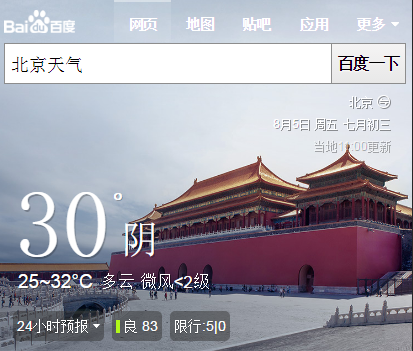 Bai百度 网页 地图 贴吧 应用 更多
北京天气 百度一下
北京
8月5日 周五 七月初三
当地16:00更新
30° 阴
25~32°C 多云 微风<2级
24小时预报 良 83 限行:5|0